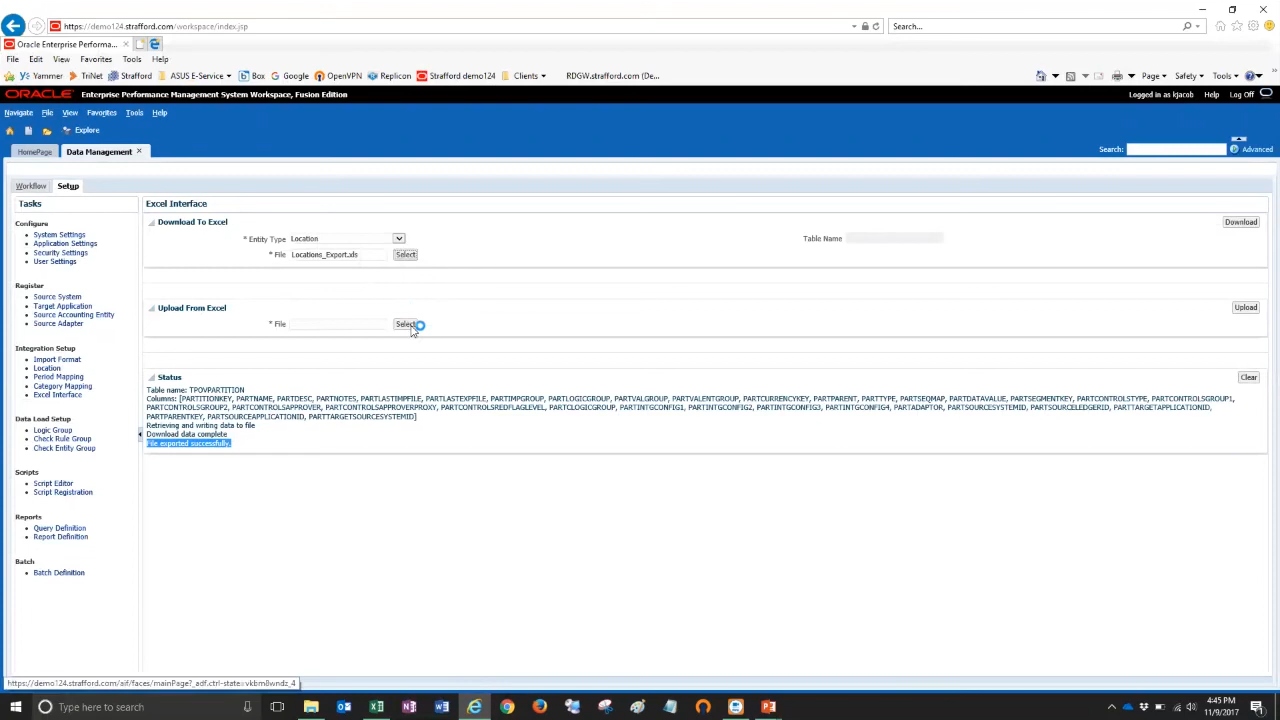 https://demo124.strafford.com/workspace/index.jsp
Search...
Oracle Enterprise Performa...
File Edit View Favorites Tools Help
Yammer TriNet Strafford ASUS E-Service Box Google OpenVPN Replicon Strafford demo124 Clients RDGW.strafford.com (De... Page Safety Tools
ORACLE Enterprise Performance Management System Workspace, Fusion Edition Logged in as kjacob Help Log Off
Navigate File View Favorites Tools Help
Explore
HomePage Data Management Search: Advanced
Workflow Setup
Tasks
Configure
System Settings
Application Settings
Security Settings
User Settings
Register
Source System
Target Application
Source Accounting Entity
Source Adapter
Integration Setup
Import Format
Location
Period Mapping
Category Mapping
Excel Interface
Data Load Setup
Logic Group
Check Rule Group
Check Entity Group
Scripts
Script Editor
Script Registration
Reports
Query Definition
Report Definition
Batch
Batch Definition
Excel Interface
Download To Excel Download
* Entity Type Location Table Name
* File Locations_Export.xls Select
Upload From Excel Upload
* File Select
Status Clear
Table name: TPOVPARTITION
Columns: [PARTITIONKEY, PARTNAME, PARTDESC, PARTNOTES, PARTLASTIMPFILE, PARTLASTEXPFILE, PARTIMPGROUP, PARTLOGICGROUP, PARTVALGROUP, PARTVALENTGROUP, PARTCURRENCYKEY, PARTPARENT, PARTTYPE, PARTSEQMAP, PARTDATAVALUE, PARTSEGMENTKEY, PARTCONTROLSTYPE, PARTCONTROLSGROUP1,
PARTCONTROLSGROUP2, PARTCONTROLSAPPROVER, PARTCONTROLSAPPROVERPROXY, PARTCONTROLSREDFLAGLEVEL, PARTCLOGICGROUP, PARTINTGCONFIG1, PARTINTGCONFIG2, PARTINTGCONFIG3, PARTINTGCONFIG4, PARTADAPTOR, PARTSOURCESYSTEMID, PARTSOURCELEDGERID, PARTTARGETAPPLICATIONID,
PARTPARENTKEY, PARTSOURCEAPPLICATIONID, PARTTARGETSOURCESYSTEMID]
Retrieving and writing data to file
Download data complete
File exported successfully.
https://demo124.strafford.com/aif/faces/mainPage?_adf.ctrl-state=vkbm8wndz_4
Type here to search
4:45 PM
11/9/2017